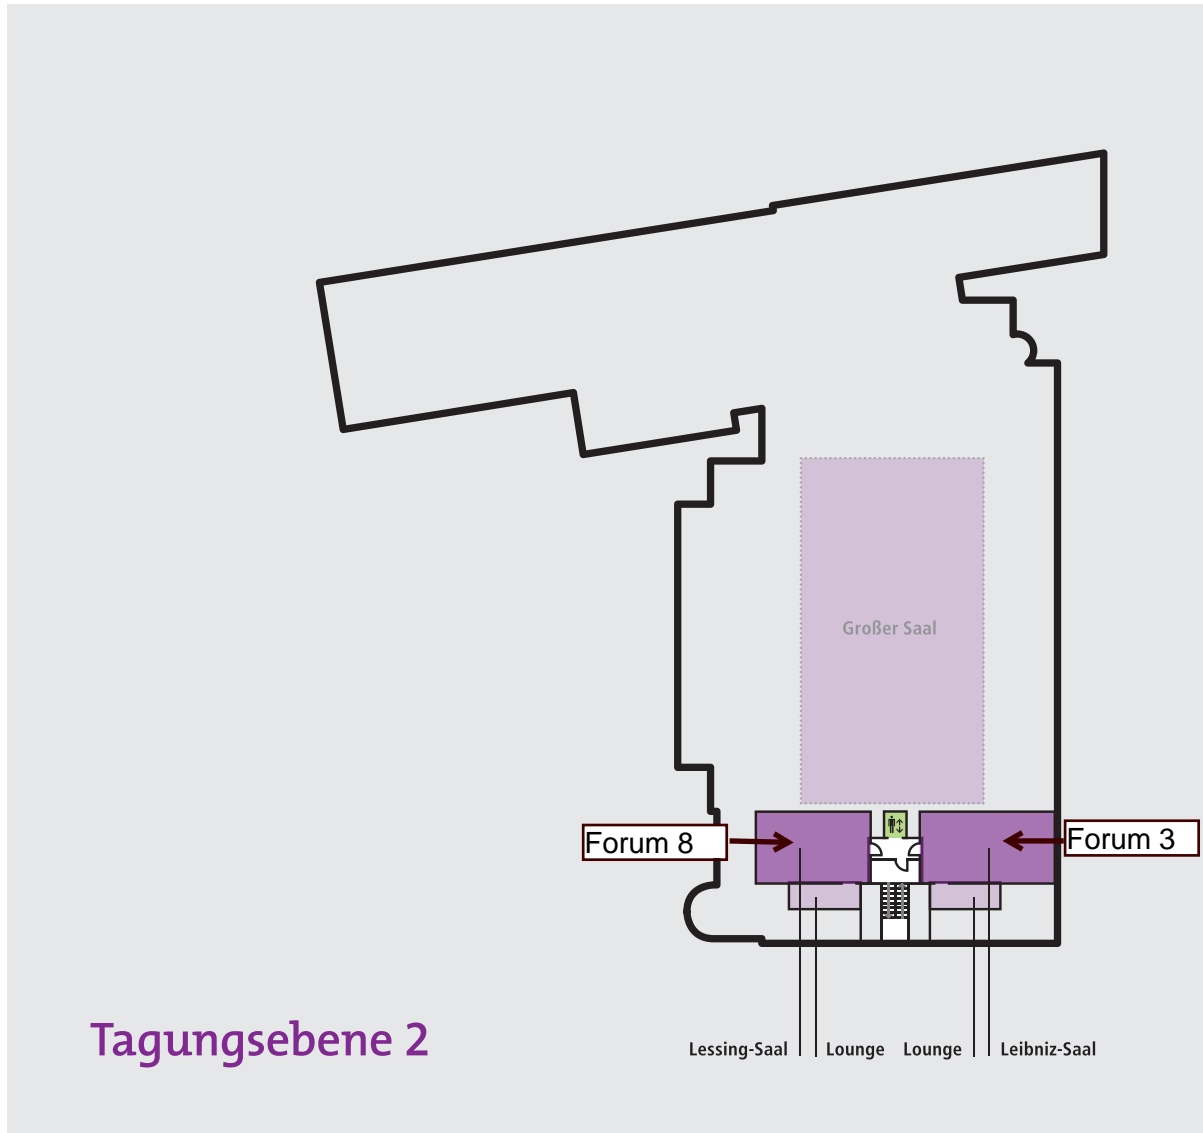 Großer Saal
Forum 8
Forum 3
Tagungsebene 2
Lessing-Saal
Lounge
Lounge
Leibniz-Saal